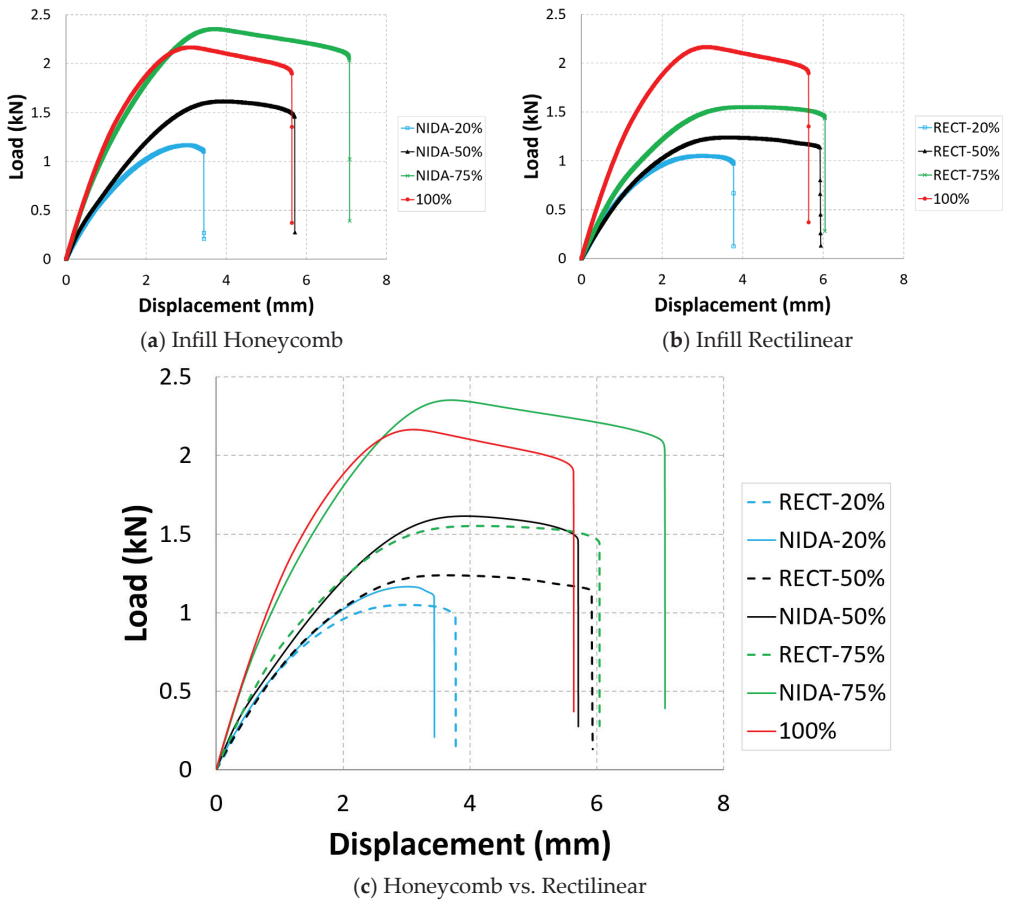 2.5
2
1.5
1
0.5
0
Load (kN)
0 2 4 6 8
Displacement (mm)
NIDA-20%
NIDA-50%
NIDA-75%
100%
(a) Infill Honeycomb
2.5
2
1.5
1
0.5
0
Load (kN)
0 2 4 6 8
Displacement (mm)
RECT-20%
RECT-50%
RECT-75%
100%
(b) Infill Rectilinear
2.5
2
1.5
1
0.5
0
Load (kN)
0 2 4 6 8
Displacement (mm)
RECT-20%
NIDA-20%
RECT-50%
NIDA-50%
RECT-75%
NIDA-75%
100%
(c) Honeycomb vs. Rectilinear